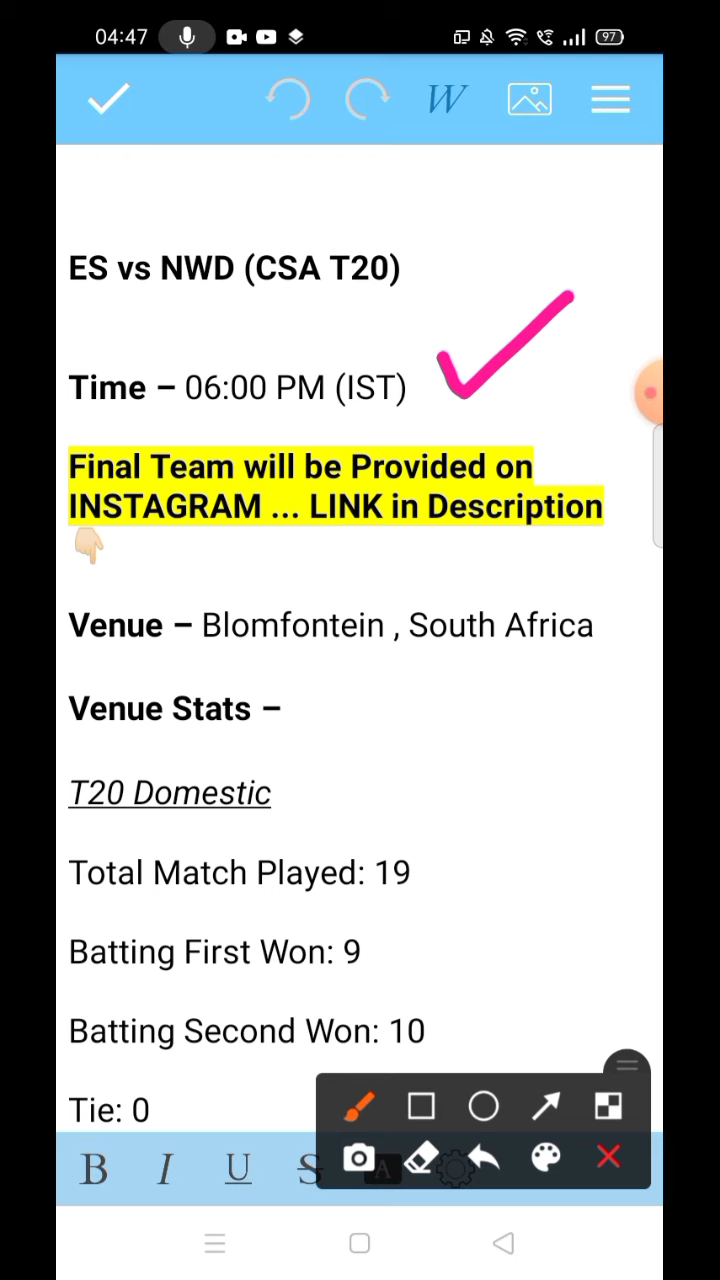 04:47
97
W
ES vs NWD (CSA T20)
Time – 06:00 PM (IST)
Final Team will be Provided on
INSTAGRAM ... LINK in Description
👇🏻
Venue – Blomfontein , South Africa
Venue Stats –
T20 Domestic
Total Match Played: 19
Batting First Won: 9
Batting Second Won: 10
Tie: 0
B I U S A